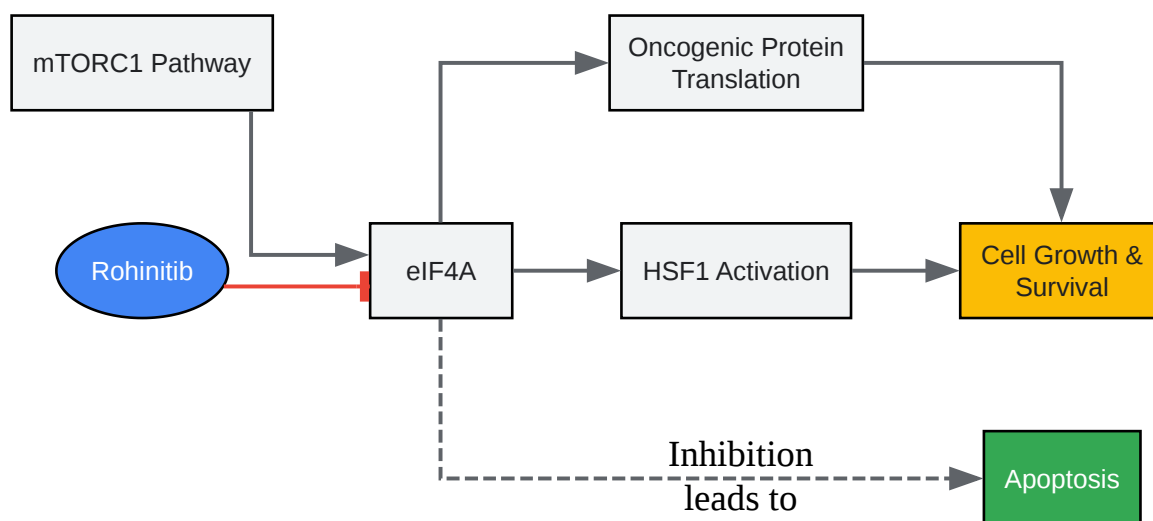 Oncogenic Protein
Translation
mTORC1 Pathway
Rohinitib
eIF4A
HSF1 Activation
Cell Growth &
Survival
Inhibition
leads to
Apoptosis